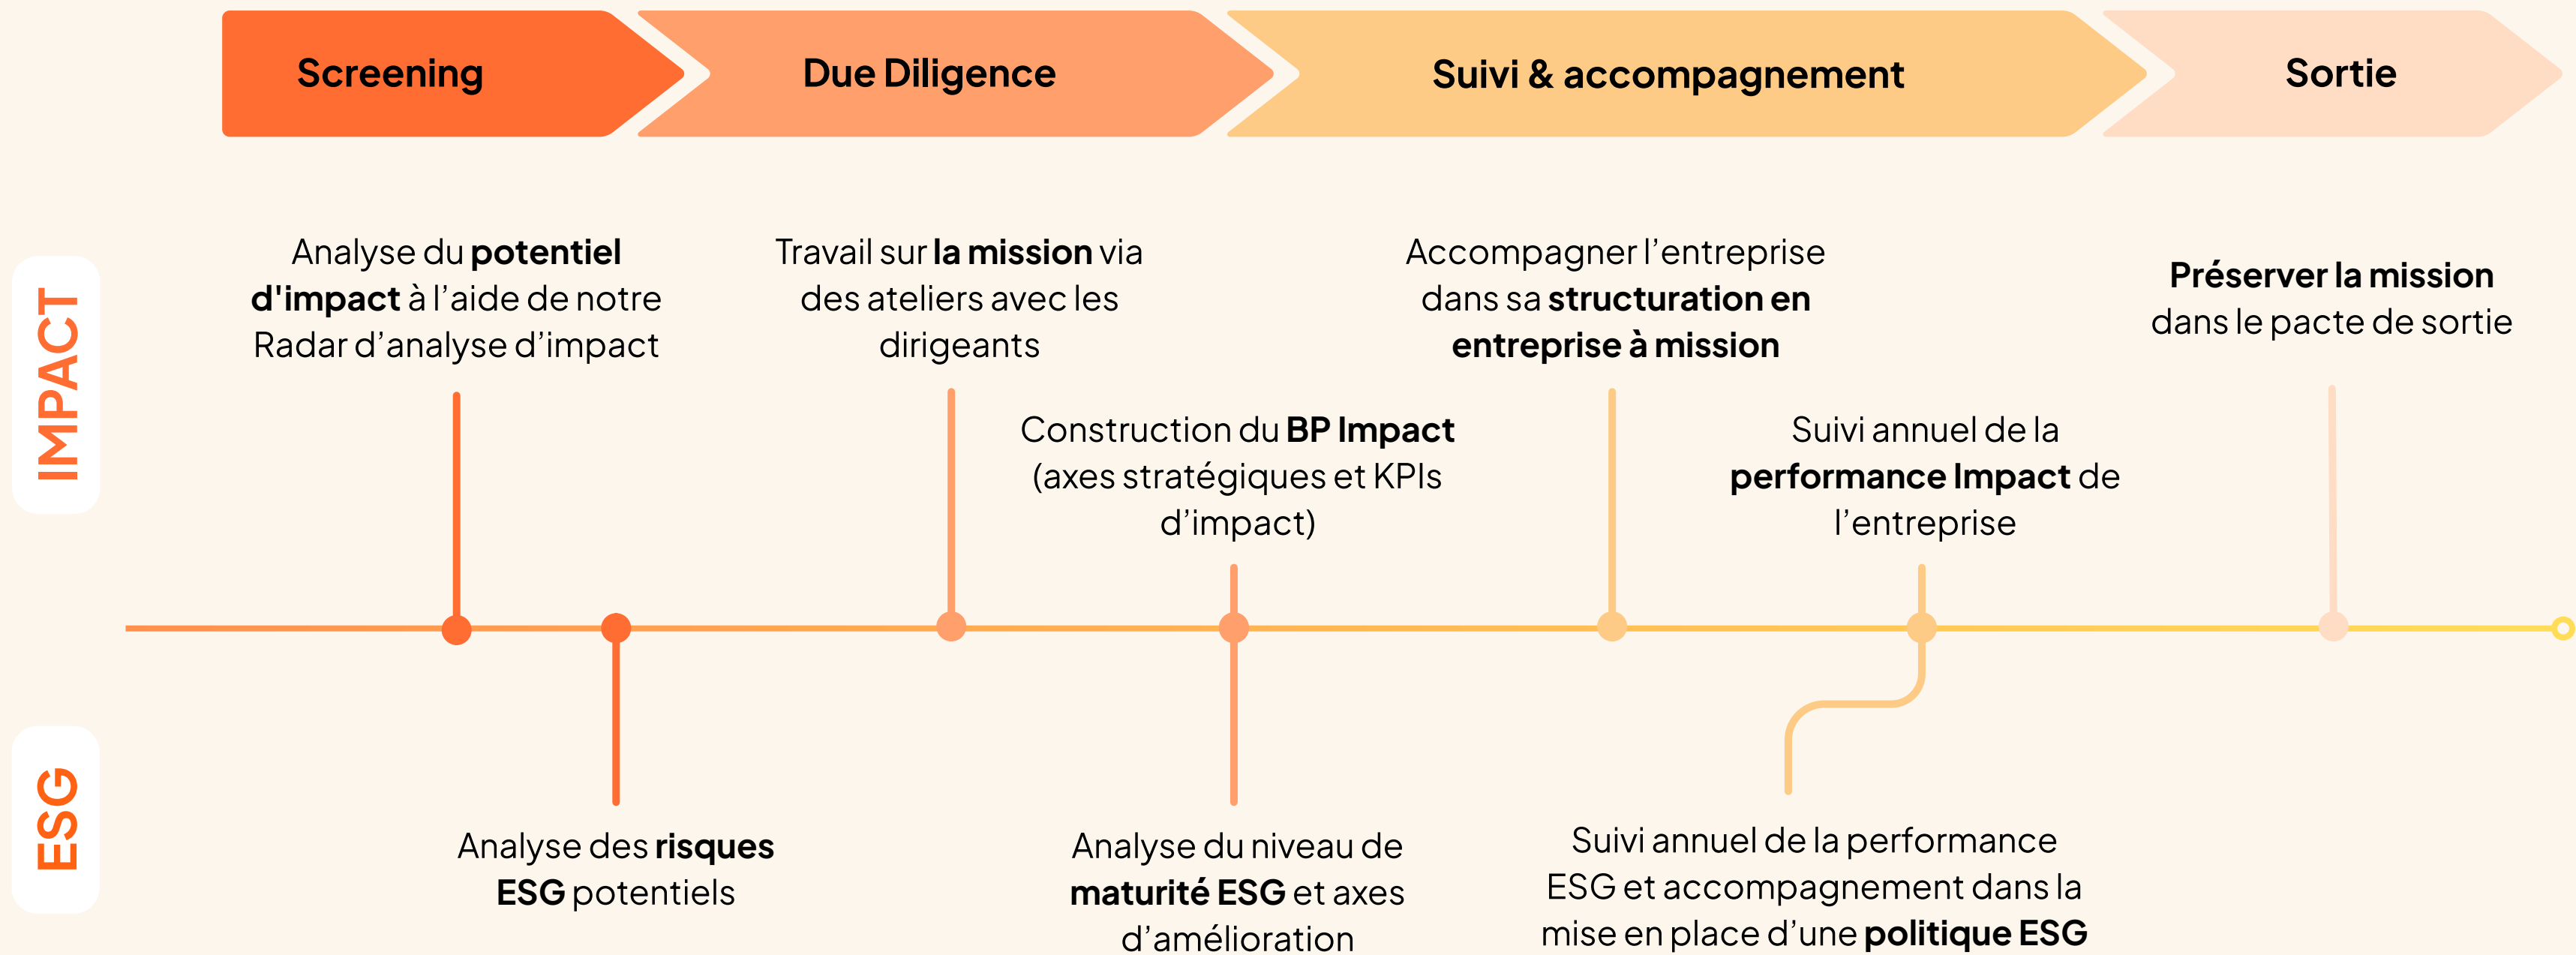 Screening
Due Diligence
Suivi & accompagnement
Sortie
IMPACT
Analyse du potentiel
d'impact à l’aide de notre
Radar d’analyse d’impact
Travail sur la mission via
des ateliers avec les
dirigeants
Construction du BP Impact
(axes stratégiques et KPIs
d’impact)
Accompagner l’entreprise
dans sa structuration en
entreprise à mission
Suivi annuel de la
performance Impact de
l’entreprise
Préserver la mission
dans le pacte de sortie
ESG
Analyse des risques
ESG potentiels
Analyse du niveau de
maturité ESG et axes
d’amélioration
Suivi annuel de la performance
ESG et accompagnement dans la
mise en place d’une politique ESG